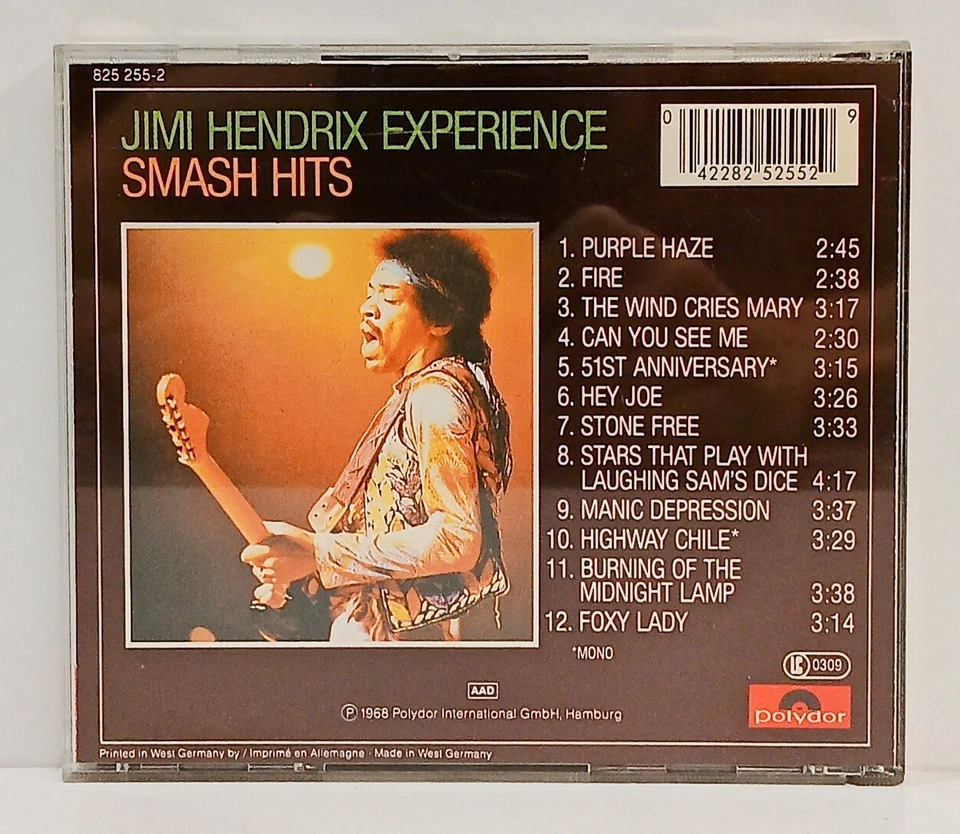 825 255-2
JIMI HENDRIX EXPERIENCE
SMASH HITS
0 42282 52552 9
1. PURPLE HAZE 2:45
2. FIRE 2:38
3. THE WIND CRIES MARY 3:17
4. CAN YOU SEE ME 2:30
5. 51ST ANNIVERSARY* 3:15
6. HEY JOE 3:26
7. STONE FREE 3:33
8. STARS THAT PLAY WITH
LAUGHING SAM'S DICE 4:17
9. MANIC DEPRESSION 3:37
10. HIGHWAY CHILE* 3:29
11. BURNING OF THE
MIDNIGHT LAMP 3:38
12. FOXY LADY 3:14
*MONO
LC 0309
AAD
℗ 1968 Polydor International GmbH, Hamburg
polydor
Printed in West Germany by / Imprimé en Allemagne · Made in West Germany